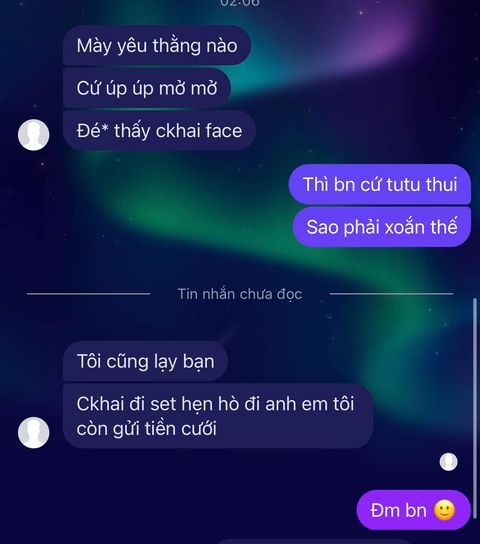 02:06
Mày yêu thằng nào
Cứ úp úp mở mở
Đé* thấy ckhai face
Thì bn cứ tutu thui
Sao phải xoắn thế
Tin nhắn chưa đọc
Tôi cũng lạy bạn
Ckhai đi set hẹn hò đi anh em tôi
còn gửi tiền cưới
Đm bn 🙂